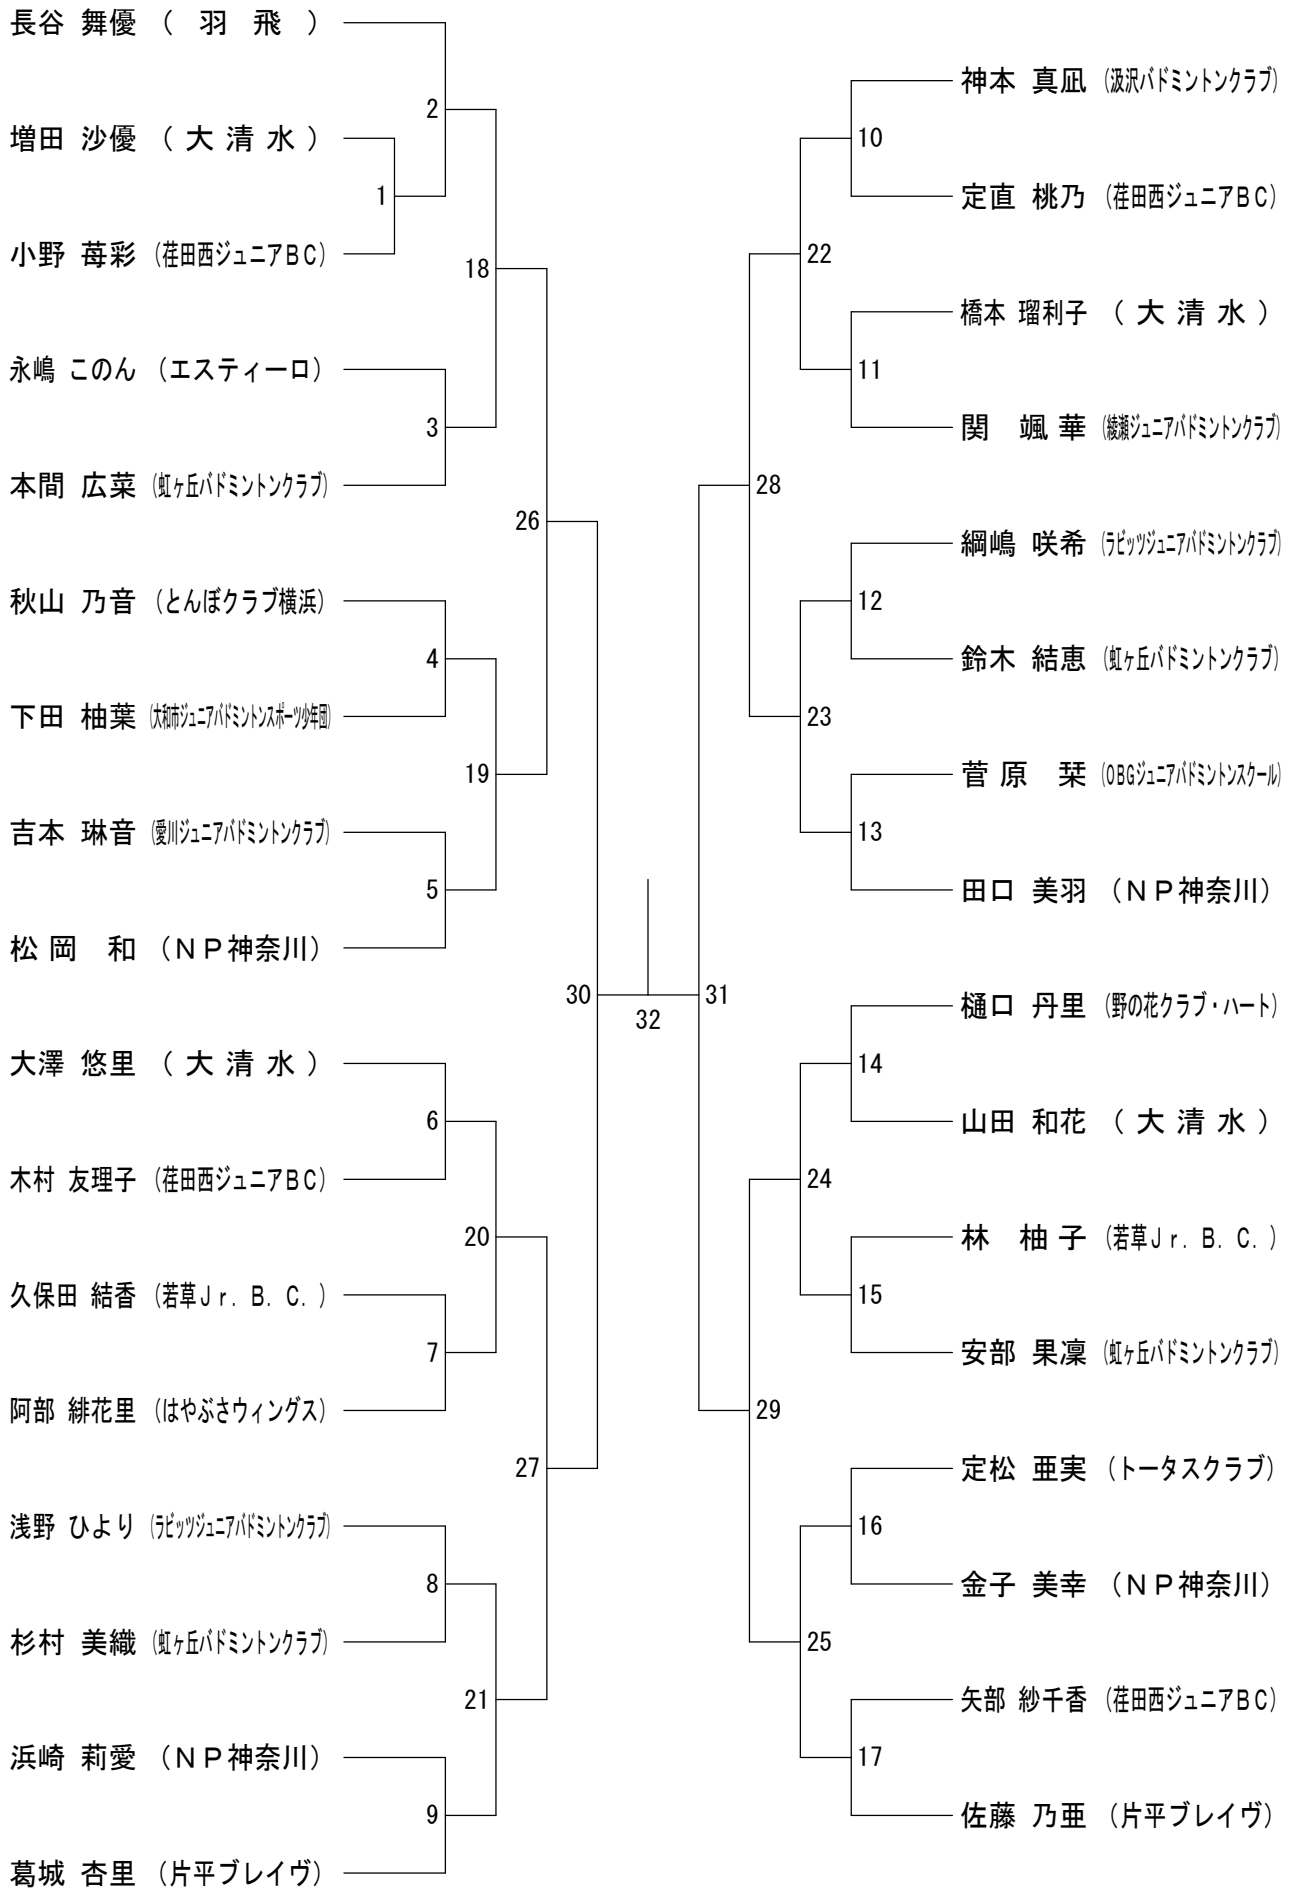 長谷 舞優 （ 羽 飛 ）
2
増田 沙優 （ 大 清 水 ）
1
小野 苺彩 （荏田西ジュニアＢＣ）
18
永嶋 このん （エスティーロ）
3
本間 広菜 （虹ヶ丘バドミントンクラブ）
26
秋山 乃音 （とんぼクラブ横浜）
4
下田 柚葉 （大和市ジュニアバドミントンスポーツ少年団）
19
吉本 琳音 （愛川ジュニアバドミントンクラブ）
5
松 岡 和 （ＮＰ神奈川）
30
32
31
大澤 悠里 （ 大 清 水 ）
6
木村 友理子 （荏田西ジュニアＢＣ）
20
久保田 結香 （若草Ｊｒ．Ｂ．Ｃ．）
7
阿部 緋花里 （はやぶさウィングス）
27
浅野 ひより （ラビッツジュニアバドミントンクラブ）
8
杉村 美織 （虹ヶ丘バドミントンクラブ）
21
浜崎 莉愛 （ＮＰ神奈川）
9
葛城 杏里 （片平ブレイヴ）
神本 真凪 （汲沢バドミントンクラブ）
10
定直 桃乃 （荏田西ジュニアＢＣ）
22
橋本 瑠利子 （ 大 清 水 ）
11
関 颯 華 （綾瀬ジュニアバドミントンクラブ）
28
綱嶋 咲希 （ラビッツジュニアバドミントンクラブ）
12
鈴木 結恵 （虹ヶ丘バドミントンクラブ）
23
菅 原 栞 （OBGジュニアバドミントンスクール）
13
田口 美羽 （ＮＰ神奈川）
樋口 丹里 （野の花クラブ・ハート）
14
山田 和花 （ 大 清 水 ）
24
林 柚 子 （若草Ｊｒ．Ｂ．Ｃ．）
15
安部 果凜 （虹ヶ丘バドミントンクラブ）
29
定松 亜実 （トータスクラブ）
16
金子 美幸 （ＮＰ神奈川）
25
矢部 紗千香 （荏田西ジュニアＢＣ）
17
佐藤 乃亜 （片平ブレイヴ）